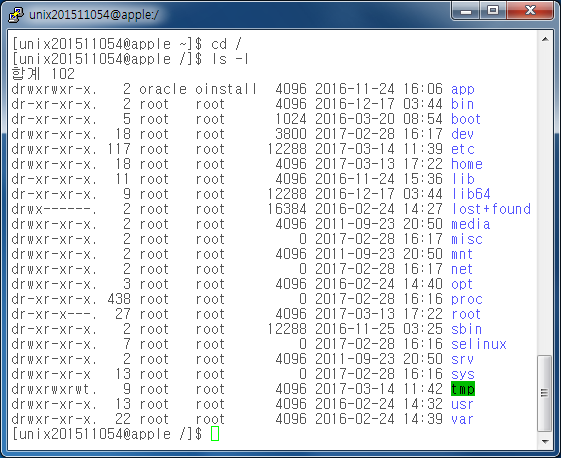 unix201511054@apple:/
[unix201511054@apple ~]$ cd /
[unix201511054@apple /]$ ls -l
합계 102
drwxrwxr-x.   2 oracle oinstall  4096 2016-11-24 16:06 app
dr-xr-xr-x.   2 root   root      4096 2016-12-17 03:44 bin
dr-xr-xr-x.   5 root   root      1024 2016-03-20 08:54 boot
drwxr-xr-x.  18 root   root      3800 2017-02-28 16:17 dev
drwxr-xr-x. 117 root   root     12288 2017-03-14 11:39 etc
drwxr-xr-x.  18 root   root      4096 2017-03-13 17:22 home
dr-xr-xr-x.  11 root   root      4096 2016-11-24 15:36 lib
dr-xr-xr-x.   9 root   root     12288 2016-12-17 03:44 lib64
drwx------.   2 root   root     16384 2016-02-24 14:27 lost+found
drwxr-xr-x.   2 root   root      4096 2011-09-23 20:50 media
drwxr-xr-x.   2 root   root         0 2017-02-28 16:17 misc
drwxr-xr-x.   2 root   root      4096 2011-09-23 20:50 mnt
drwxr-xr-x.   2 root   root         0 2017-02-28 16:17 net
drwxr-xr-x.   3 root   root      4096 2016-02-24 14:40 opt
dr-xr-xr-x. 438 root   root         0 2017-02-28 16:16 proc
dr-xr-x---.  27 root   root      4096 2017-03-13 17:22 root
dr-xr-xr-x.   2 root   root     12288 2016-11-25 03:25 sbin
drwxr-xr-x.   7 root   root         0 2017-02-28 16:16 selinux
drwxr-xr-x.   2 root   root      4096 2011-09-23 20:50 srv
drwxr-xr-x   13 root   root         0 2017-02-28 16:16 sys
drwxrwxrwt.   9 root   root      4096 2017-03-14 11:42 tmp
drwxr-xr-x.  13 root   root      4096 2016-02-24 14:32 usr
drwxr-xr-x.  22 root   root      4096 2016-02-24 14:39 var
[unix201511054@apple /]$